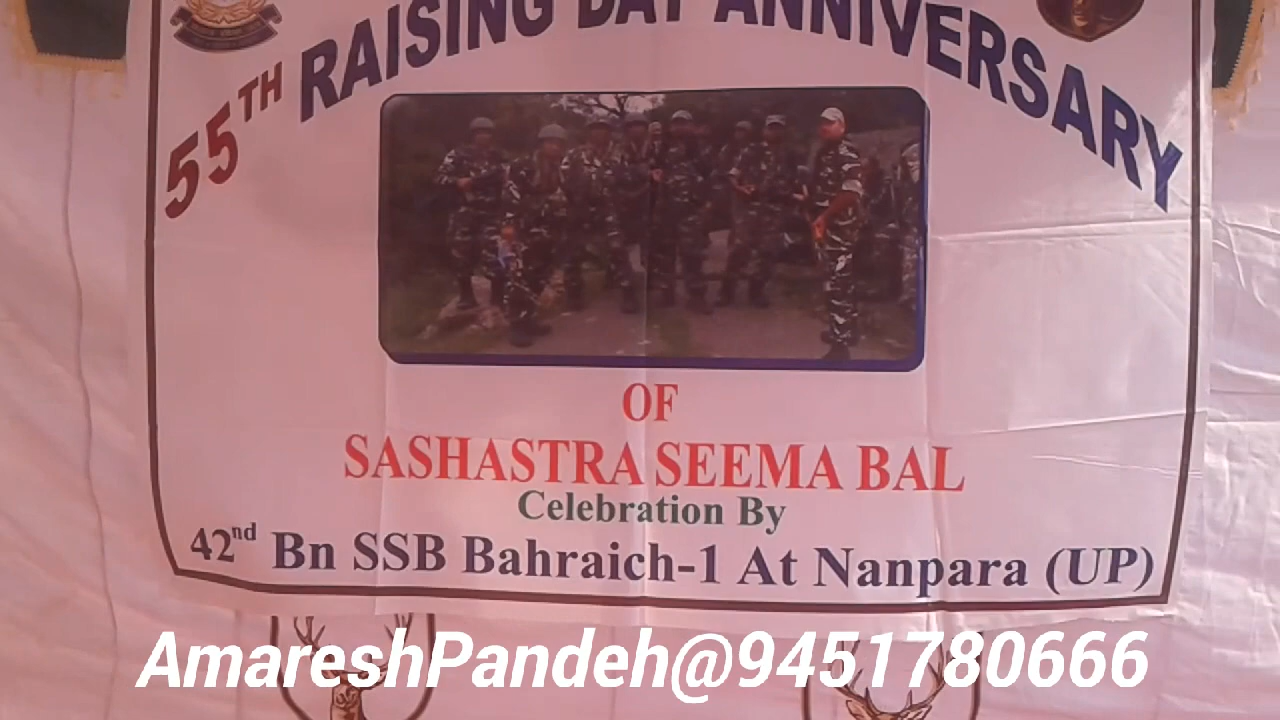 55TH RAISING DAY ANNIVERSARY
OF
SASHASTRA SEEMA BAL
Celebration By
42nd Bn SSB Bahraich-1 At Nanpara (UP)
AmareshPandeh@9451780666